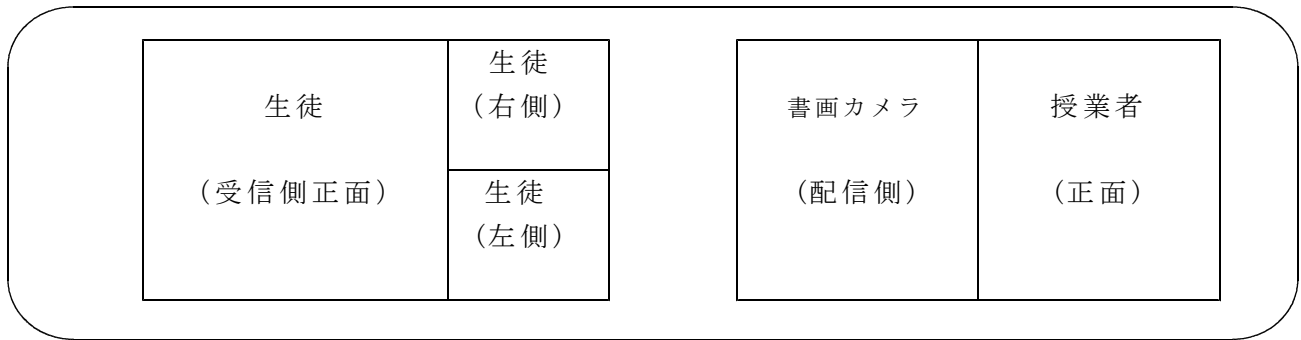 生徒
(受信側正面)
生徒
(右側)
生徒
(左側)
書画カメラ
(配信側)
授業者
(正面)